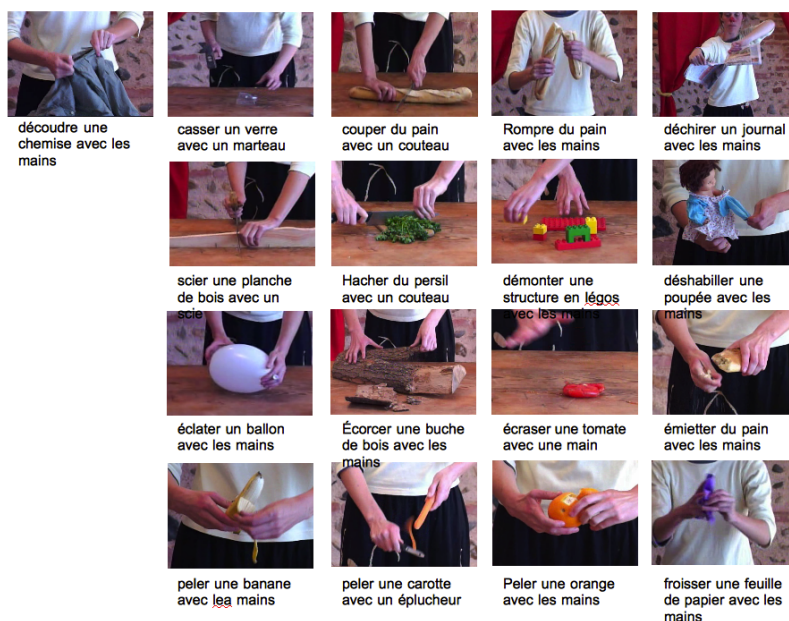 découdre une
chemise avec les
mains
casser un verre
avec un marteau
couper du pain
avec un couteau
Rompre du pain
avec les mains
déchirer un journal
avec les mains
scier une planche
de bois avec un
scie
Hacher du persil
avec un couteau
démonter une
structure en légos
avec les mains
déshabiller une
poupée avec les
mains
éclater un ballon
avec les mains
Écorcer une buche
de bois avec les
mains
écraser une tomate
avec une main
émietter du pain
avec les mains
peler une banane
avec lea mains
peler une carotte
avec un éplucheur
Peler une orange
avec les mains
froisser une feuille
de papier avec les
mains